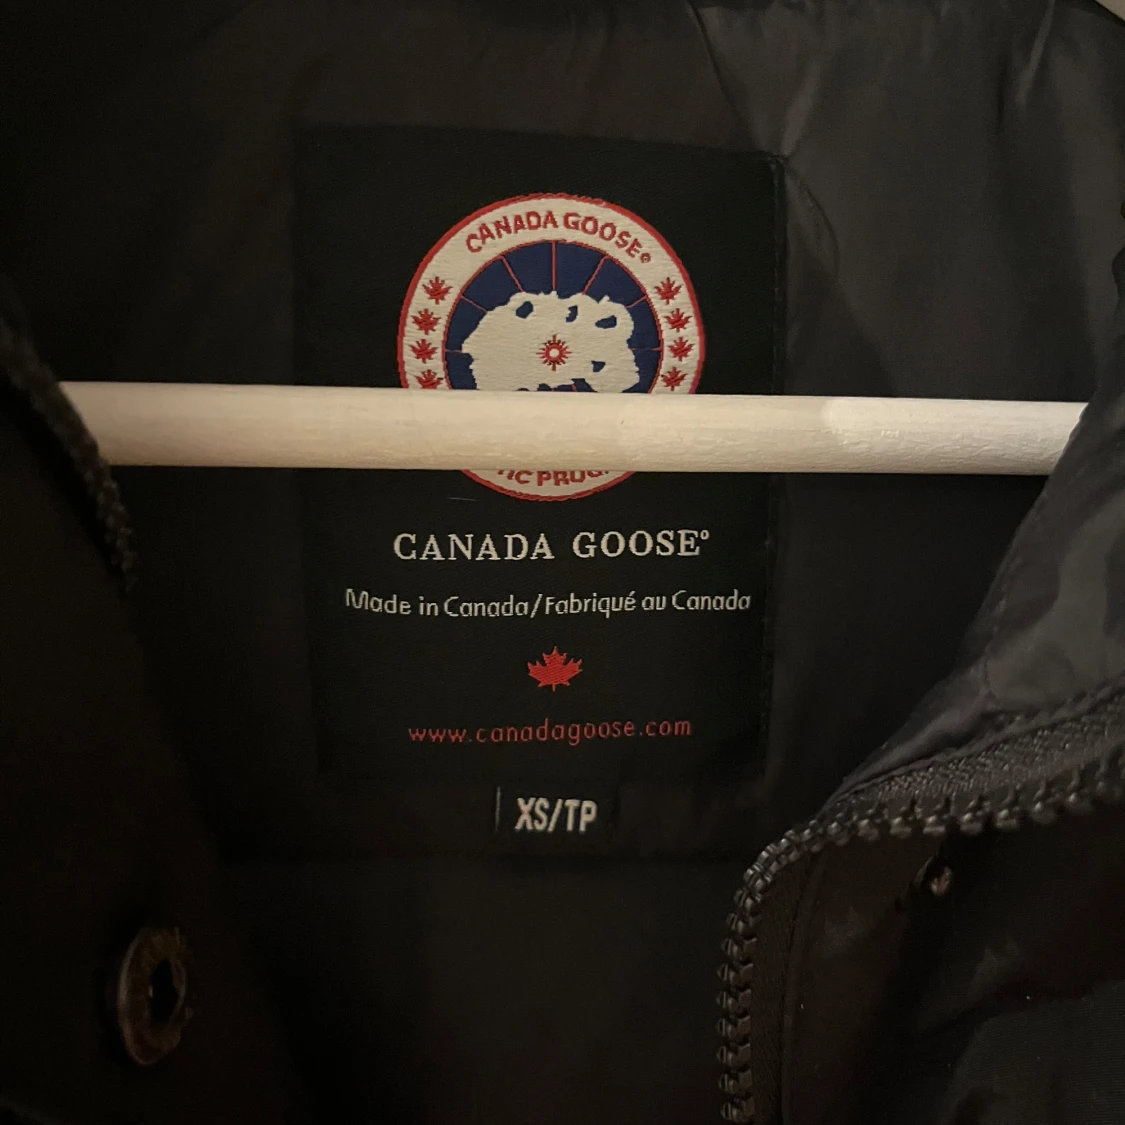 CANADA GOOSE®
CANADA GOOSE®
Made in Canada/Fabriqué au Canada
www.canadagoose.com
XS/TP